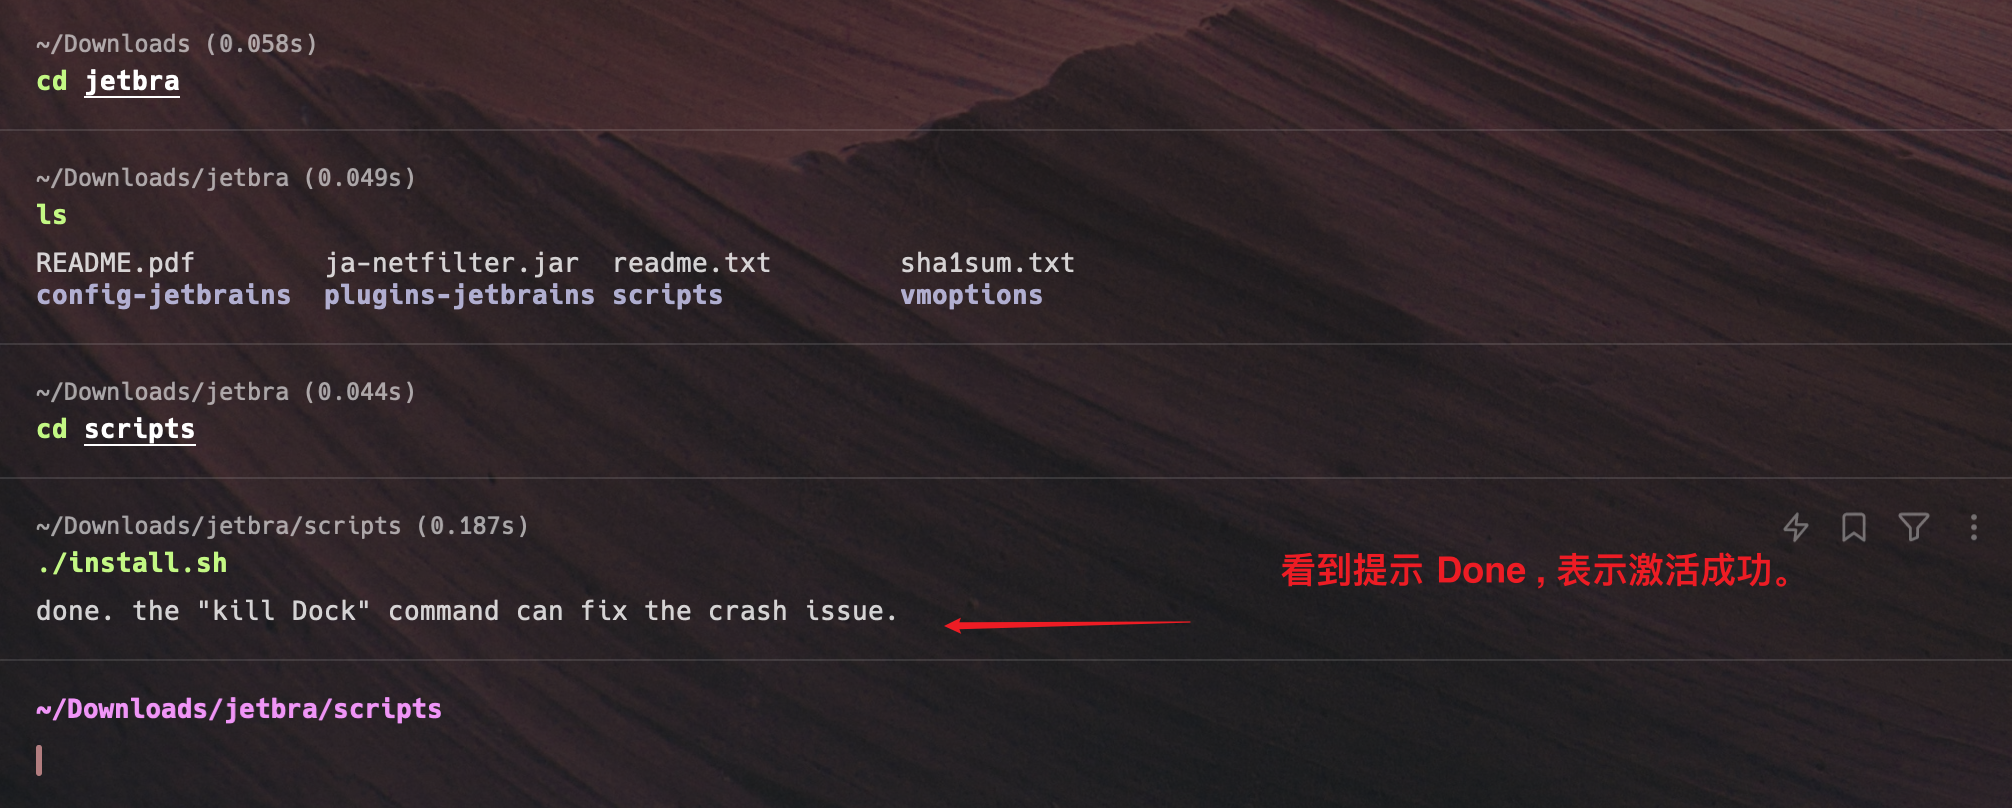 ~/Downloads (0.058s)
cd jetbra
~/Downloads/jetbra (0.049s)
ls
README.pdf ja-netfilter.jar readme.txt sha1sum.txt
config-jetbrains plugins-jetbrains scripts vmoptions
~/Downloads/jetbra (0.044s)
cd scripts
~/Downloads/jetbra/scripts (0.187s)
./install.sh
看到提示 Done , 表示激活成功。
done. the "kill Dock" command can fix the crash issue.
~/Downloads/jetbra/scripts